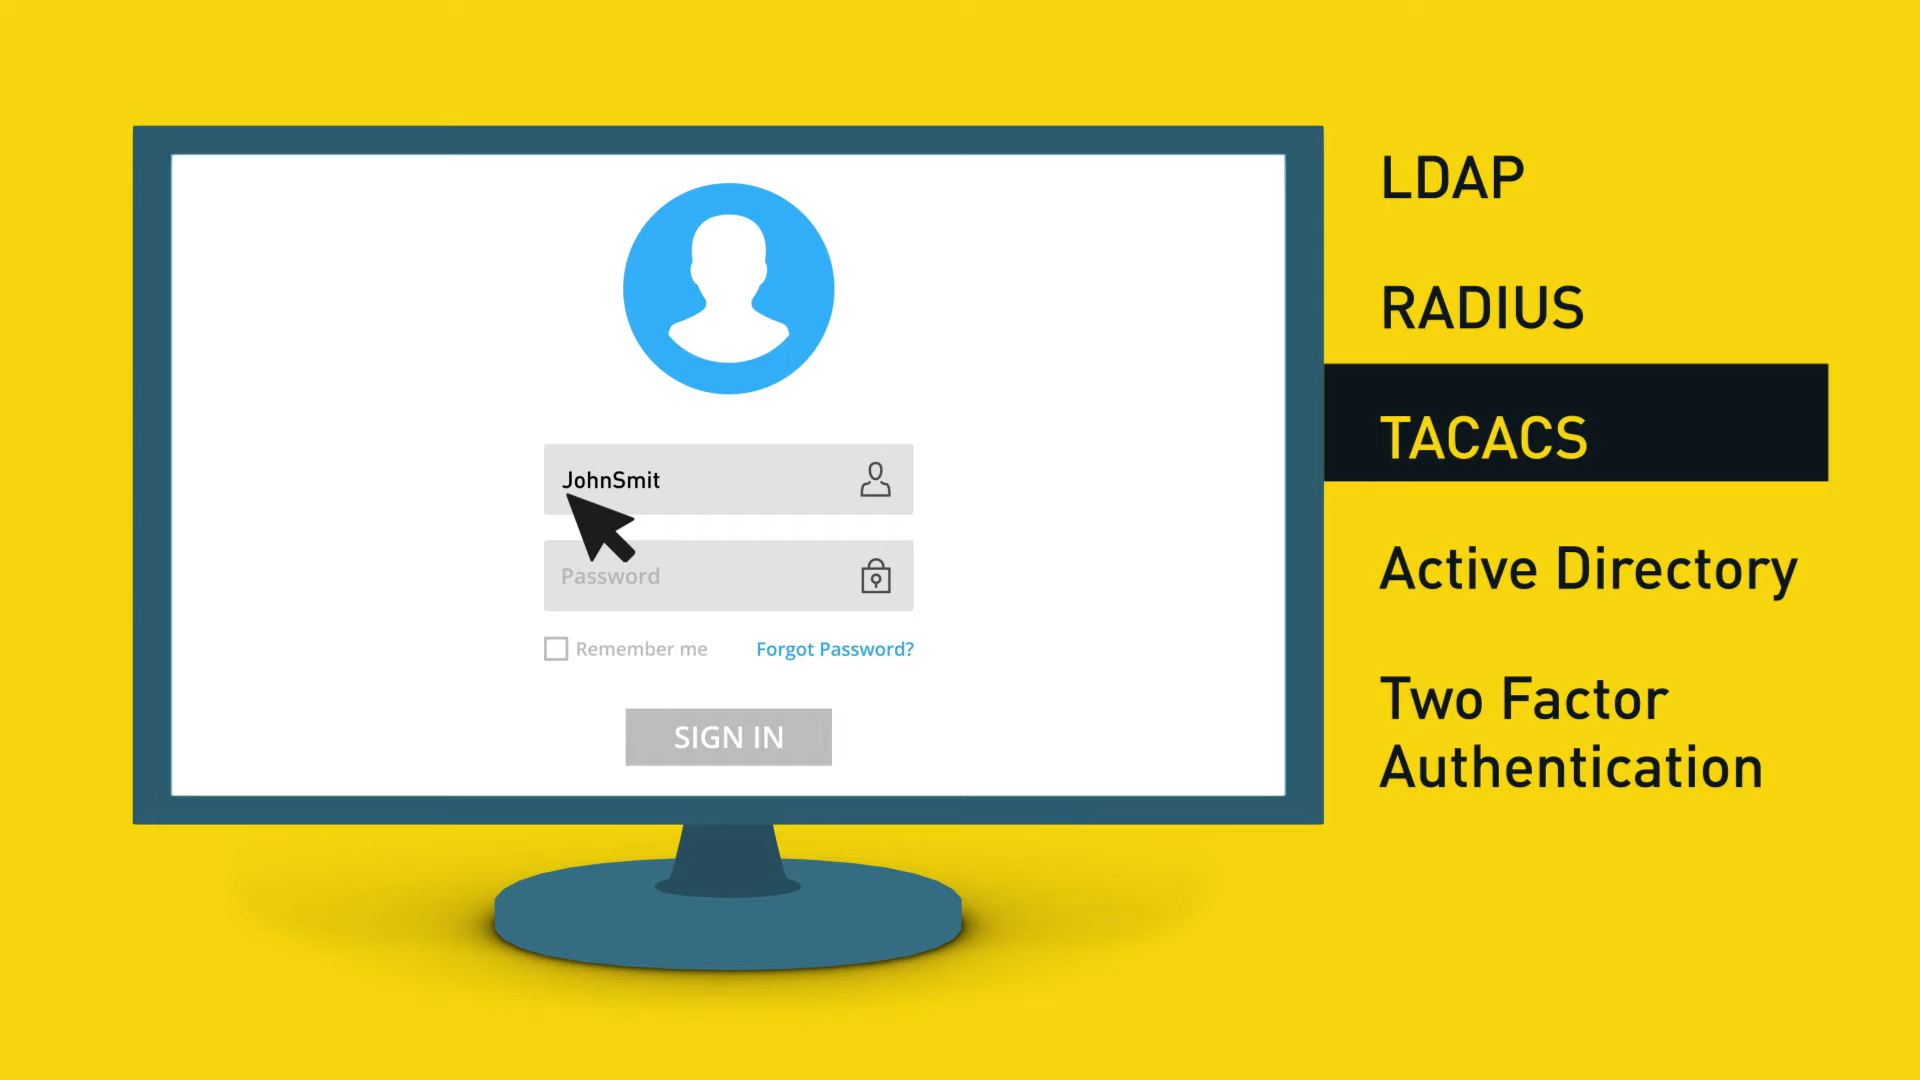 JohnSmit
Password
Remember me
Forgot Password?
SIGN IN
LDAP
RADIUS
TACACS
Active Directory
Two Factor
Authentication